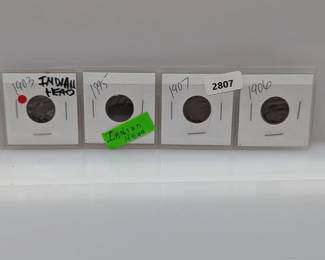 1903 INDIAN
HEAD
1895
Indian
Head
1907
2807
1906